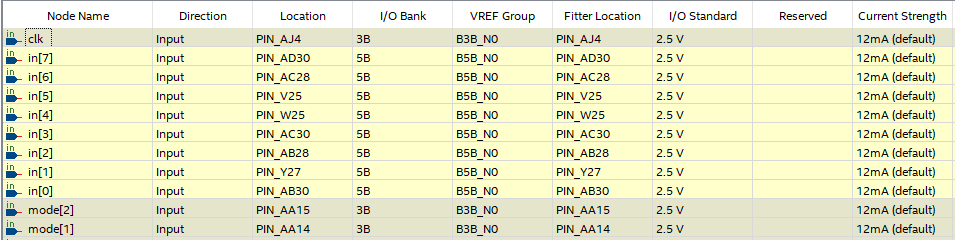 Node Name Direction Location I/O Bank VREF Group Fitter Location I/O Standard Reserved Current Strength
in clk Input PIN_AJ4 3B B3B_N0 PIN_AJ4 2.5 V 12mA (default)
in in[7] Input PIN_AD30 5B B5B_N0 PIN_AD30 2.5 V 12mA (default)
in in[6] Input PIN_AC28 5B B5B_N0 PIN_AC28 2.5 V 12mA (default)
in in[5] Input PIN_V25 5B B5B_N0 PIN_V25 2.5 V 12mA (default)
in in[4] Input PIN_W25 5B B5B_N0 PIN_W25 2.5 V 12mA (default)
in in[3] Input PIN_AC30 5B B5B_N0 PIN_AC30 2.5 V 12mA (default)
in in[2] Input PIN_AB28 5B B5B_N0 PIN_AB28 2.5 V 12mA (default)
in in[1] Input PIN_Y27 5B B5B_N0 PIN_Y27 2.5 V 12mA (default)
in in[0] Input PIN_AB30 5B B5B_N0 PIN_AB30 2.5 V 12mA (default)
in mode[2] Input PIN_AA15 3B B3B_N0 PIN_AA15 2.5 V 12mA (default)
in mode[1] Input PIN_AA14 3B B3B_N0 PIN_AA14 2.5 V 12mA (default)